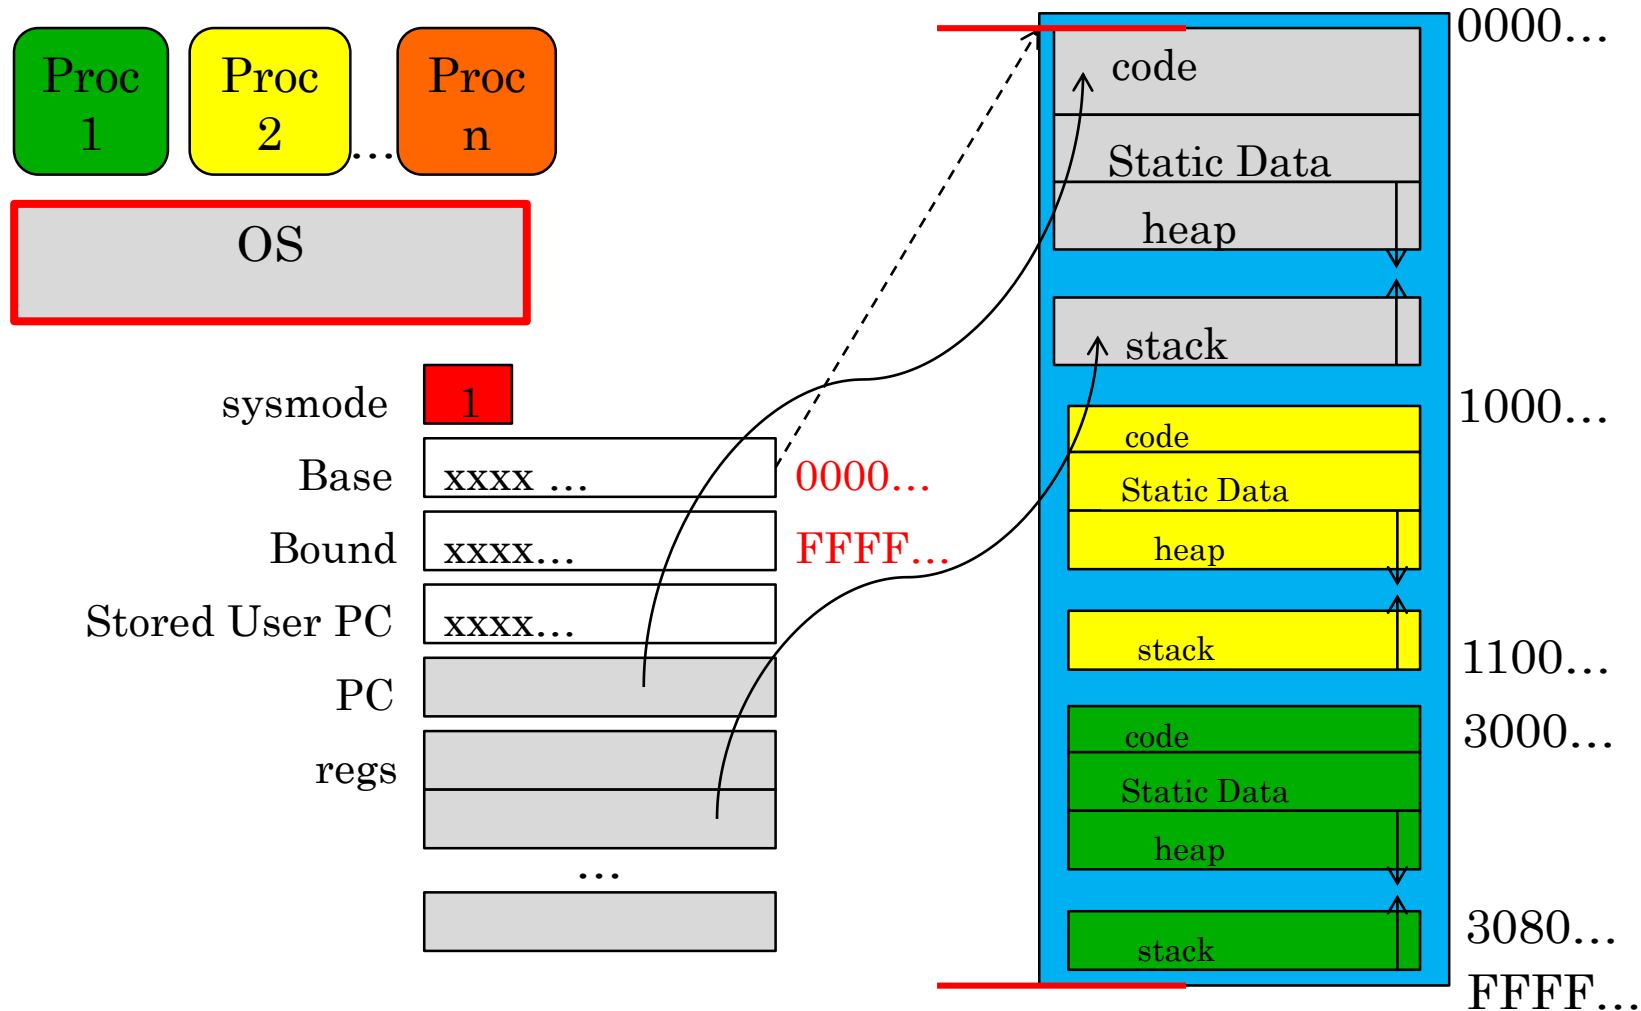 Proc
1
Proc
2
...
Proc
n
OS
sysmode 1
Base xxxx ... 0000...
Bound xxxx... FFFF...
Stored User PC xxxx...
PC
regs
...
0000...
code
Static Data
heap
stack
1000...
code
Static Data
heap
stack
1100...
3000...
code
Static Data
heap
stack
3080...
FFFF...